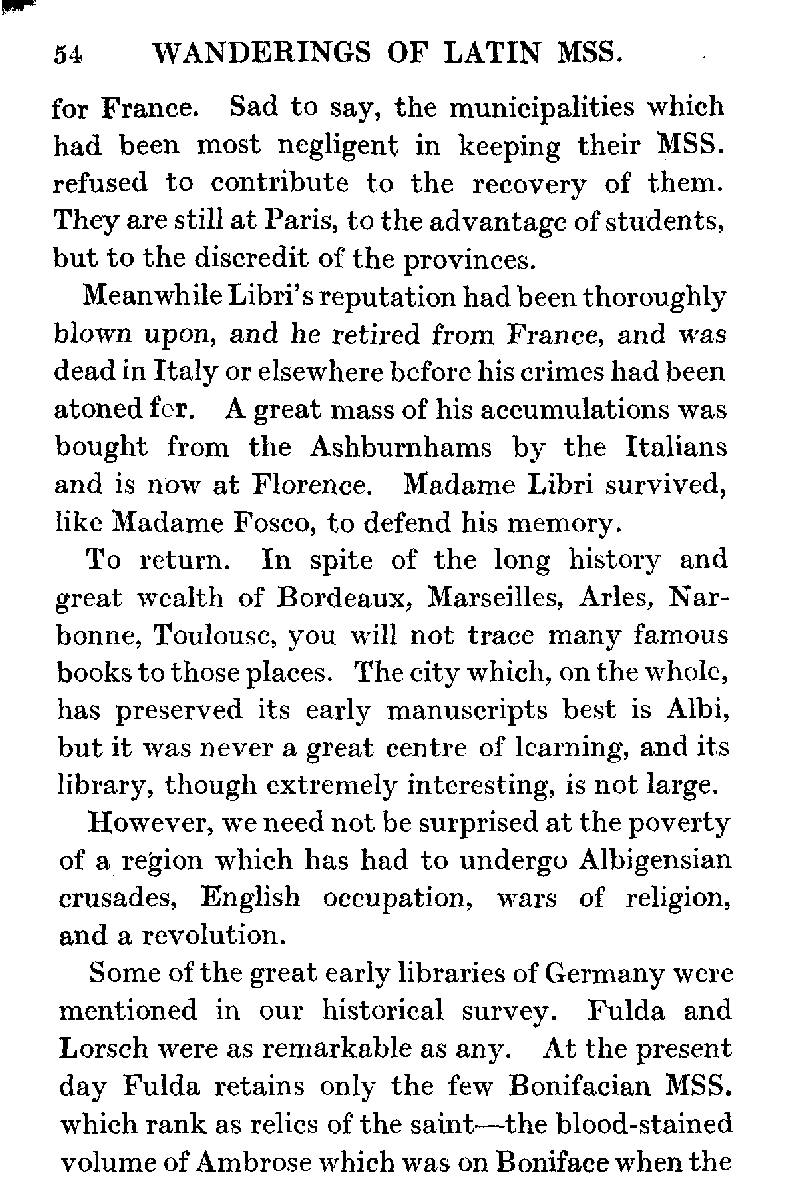 54 WANDERINGS OF LATIN MSS.
for France. Sad to say, the municipalities which
had been most negligent in keeping their MSS.
refused to contribute to the recovery of them.
They are still at Paris, to the advantage of students,
but to the discredit of the provinces.
Meanwhile Libri's reputation had been thoroughly
blown upon, and he retired from France, and was
dead in Italy or elsewhere before his crimes had been
atoned for. A great mass of his accumulations was
bought from the Ashburnhams by the Italians
and is now at Florence. Madame Libri survived,
like Madame Fosco, to defend his memory.
To return. In spite of the long history and
great wealth of Bordeaux, Marseilles, Arles, Nar-
bonne, Toulouse, you will not trace many famous
books to those places. The city which, on the whole,
has preserved its early manuscripts best is Albi,
but it was never a great centre of learning, and its
library, though extremely interesting, is not large.
However, we need not be surprised at the poverty
of a region which has had to undergo Albigensian
crusades, English occupation, wars of religion,
and a revolution.
Some of the great early libraries of Germany were
mentioned in our historical survey. Fulda and
Lorsch were as remarkable as any. At the present
day Fulda retains only the few Bonifacian MSS.
which rank as relics of the saint—the blood-stained
volume of Ambrose which was on Boniface when the